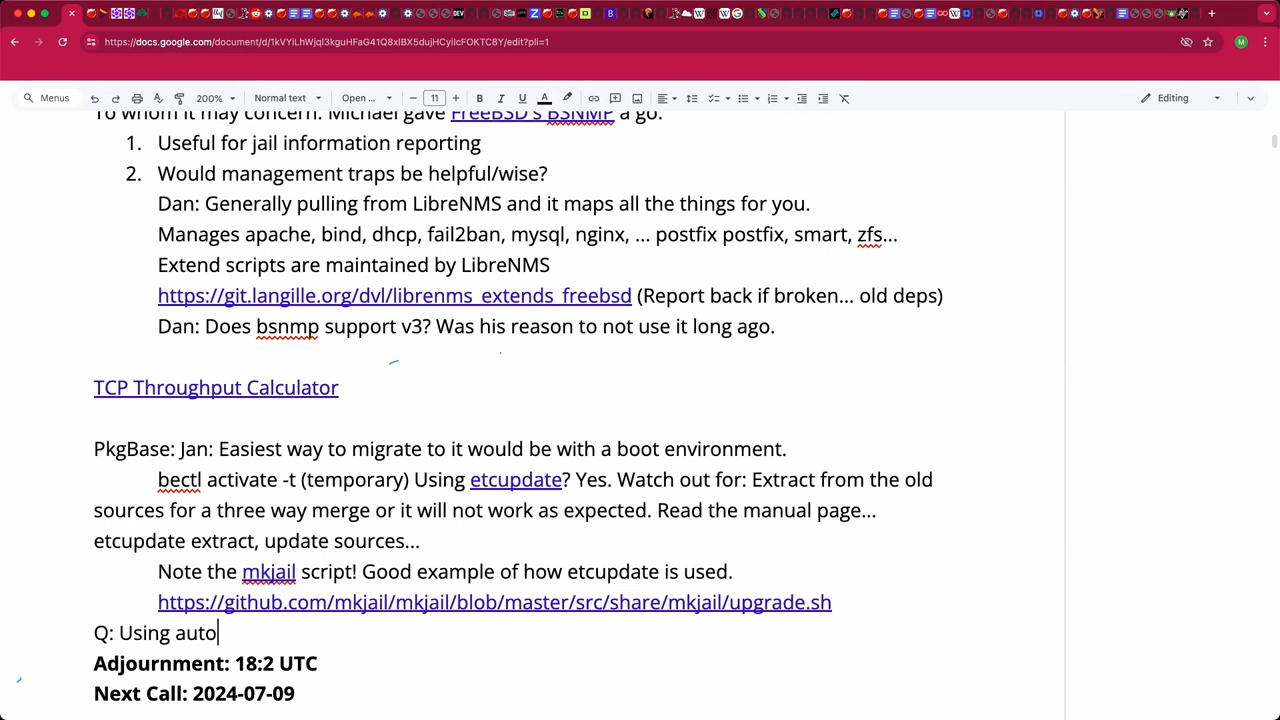 https://docs.google.com/document/d/1kVYiLhWjqI3kguHFaG41Q8xlBX5dujHCyiIcFOKTC8Y/edit?pli=1
M
Menus
200%
Normal text
Open ...
11
B I U A
Editing
To whom it may concern: Michael gave FreeBSD's BSNMP a go.
1. Useful for jail information reporting
2. Would management traps be helpful/wise?
Dan: Generally pulling from LibreNMS and it maps all the things for you.
Manages apache, bind, dhcp, fail2ban, mysql, nginx, ... postfix postfix, smart, zfs...
Extend scripts are maintained by LibreNMS
https://git.langille.org/dvl/librenms_extends_freebsd (Report back if broken... old deps)
Dan: Does bsnmp support v3? Was his reason to not use it long ago.
TCP Throughput Calculator
PkgBase: Jan: Easiest way to migrate to it would be with a boot environment.
bectl activate -t (temporary) Using etcupdate? Yes. Watch out for: Extract from the old
sources for a three way merge or it will not work as expected. Read the manual page...
etcupdate extract, update sources...
Note the mkjail script! Good example of how etcupdate is used.
https://github.com/mkjail/mkjail/blob/master/src/share/mkjail/upgrade.sh
Q: Using auto
Adjournment: 18:2 UTC
Next Call: 2024-07-09